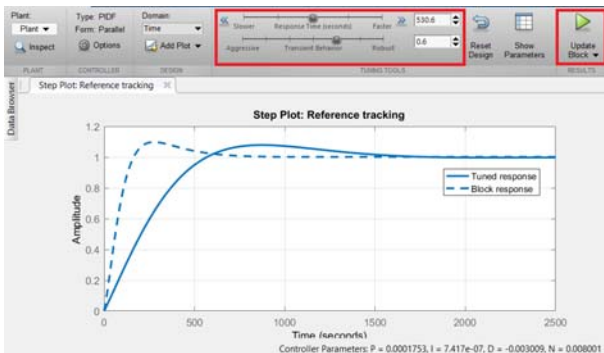 Plant:
Plant
Inspect
PLANT
Type: PIDF
Form: Parallel
Options
CONTROLLER
Domain:
Time
Add Plot
DESIGN
Slower Response Time (seconds) Faster 530.6
Aggressive Transient Behavior Robust 0.6
TUNING TOOLS
Reset
Design
Show
Parameters
Update
Block
RESULTS
Data Browser
Step Plot: Reference tracking
Step Plot: Reference tracking
Amplitude
1.2
1
0.8
0.6
0.4
0.2
0
Tuned response
Block response
0 500 1000 1500 2000 2500
Time (seconds)
Controller Parameters: P = 0.0001753, I = 7.417e-07, D = -0.003009, N = 0.008001